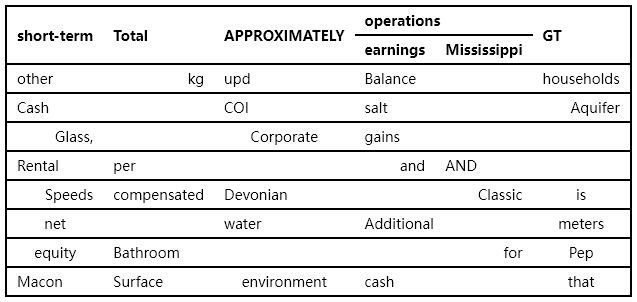 operations
short-term Total APPROXIMATELY GT
earnings Mississippi
other kg upd Balance households
Cash COI salt Aquifer
Glass, Corporate gains
Rental per and AND
Speeds compensated Devonian Classic is
net water Additional meters
equity Bathroom for Pep
Macon Surface environment cash that